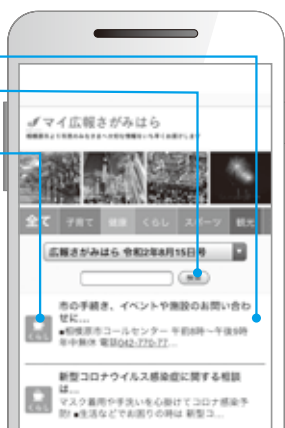 マイ広報さがみはら
全て 子育て 健康 くらし スポーツ 観光
広報さがみはら 令和2年8月15日号
検索
市の手続き、イベントや施設のお問い合わ
せに…
■相模原市コールセンター 午前8時〜午後9時
年中無休 電話042-770-77…
くらし
新型コロナウイルス感染症に関する相談
は…
マスク着用や手洗いを心掛けてコロナ感染予
防! ■生活などでお困りの時は 新型コ…
くらし